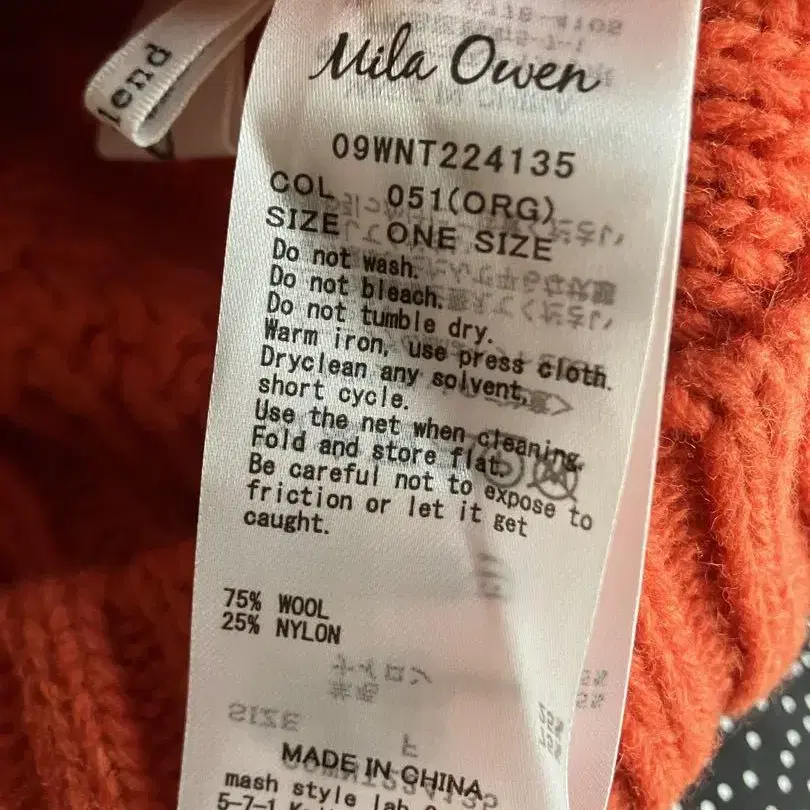 lend
Mila Owen
09WNT224135
COL 051(ORG)
SIZE ONE SIZE
Do not wash.
Do not bleach.
Do not tumble dry.
Warm iron, use press cloth.
Dryclean any solvent,
short cycle.
Use the net when cleaning.
Fold and store flat.
Be careful not to expose to
friction or let it get
caught.
75% WOOL
25% NYLON
MADE IN CHINA
mash style lab
5-7-1